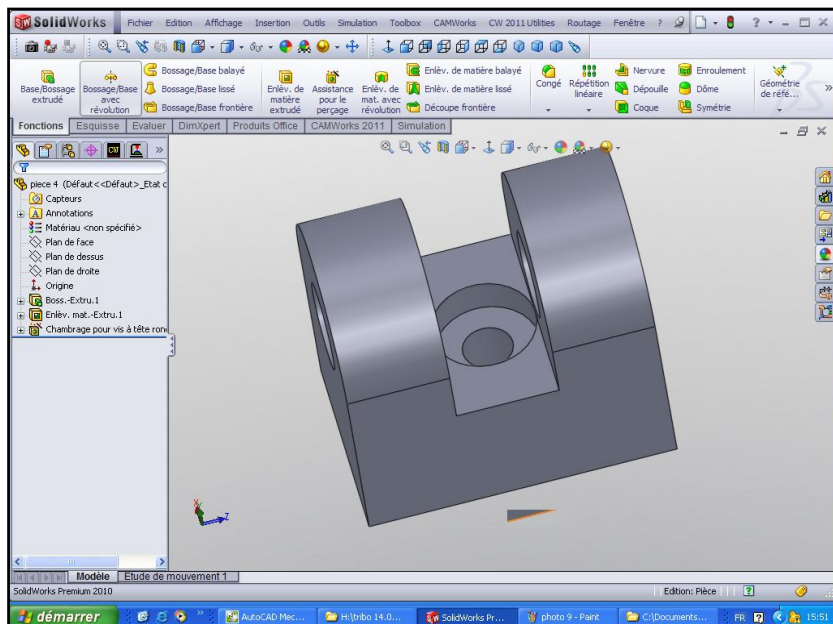 SolidWorks Fichier Edition Affichage Insertion Outils Simulation Toolbox CAMWorks CW 2011 Utilities Routage Fenêtre ?
Base/Bossage extrudé
Bossage/Base avec révolution
Bossage/Base balayé
Bossage/Base lissé
Bossage/Base frontière
Enlèv. de matière extrudé
Assistance pour le perçage
Enlèv. de mat. avec révolution
Enlèv. de matière balayé
Enlèv. de matière lissé
Découpe frontière
Congé
Répétition linéaire
Nervure
Dépouille
Coque
Enroulement
Dôme
Symétrie
Géométrie de réfé...
Fonctions Esquisse Evaluer DimXpert Produits Office CAMWorks 2011 Simulation
piece 4 (Défaut<<Défaut>_Etat c
Capteurs
Annotations
Matériau <non spécifié>
Plan de face
Plan de dessus
Plan de droite
Origine
Boss.-Extru.1
Enlèv. mat.-Extru.1
Chambrage pour vis à tête ron
X
Z
Modèle Etude de mouvement 1
SolidWorks Premium 2010 Edition: Pièce
démarrer AutoCAD Mec... H:\tribo 14.0... SolidWorks Pr... photo 9 - Paint C:\Documents... FR 15:51